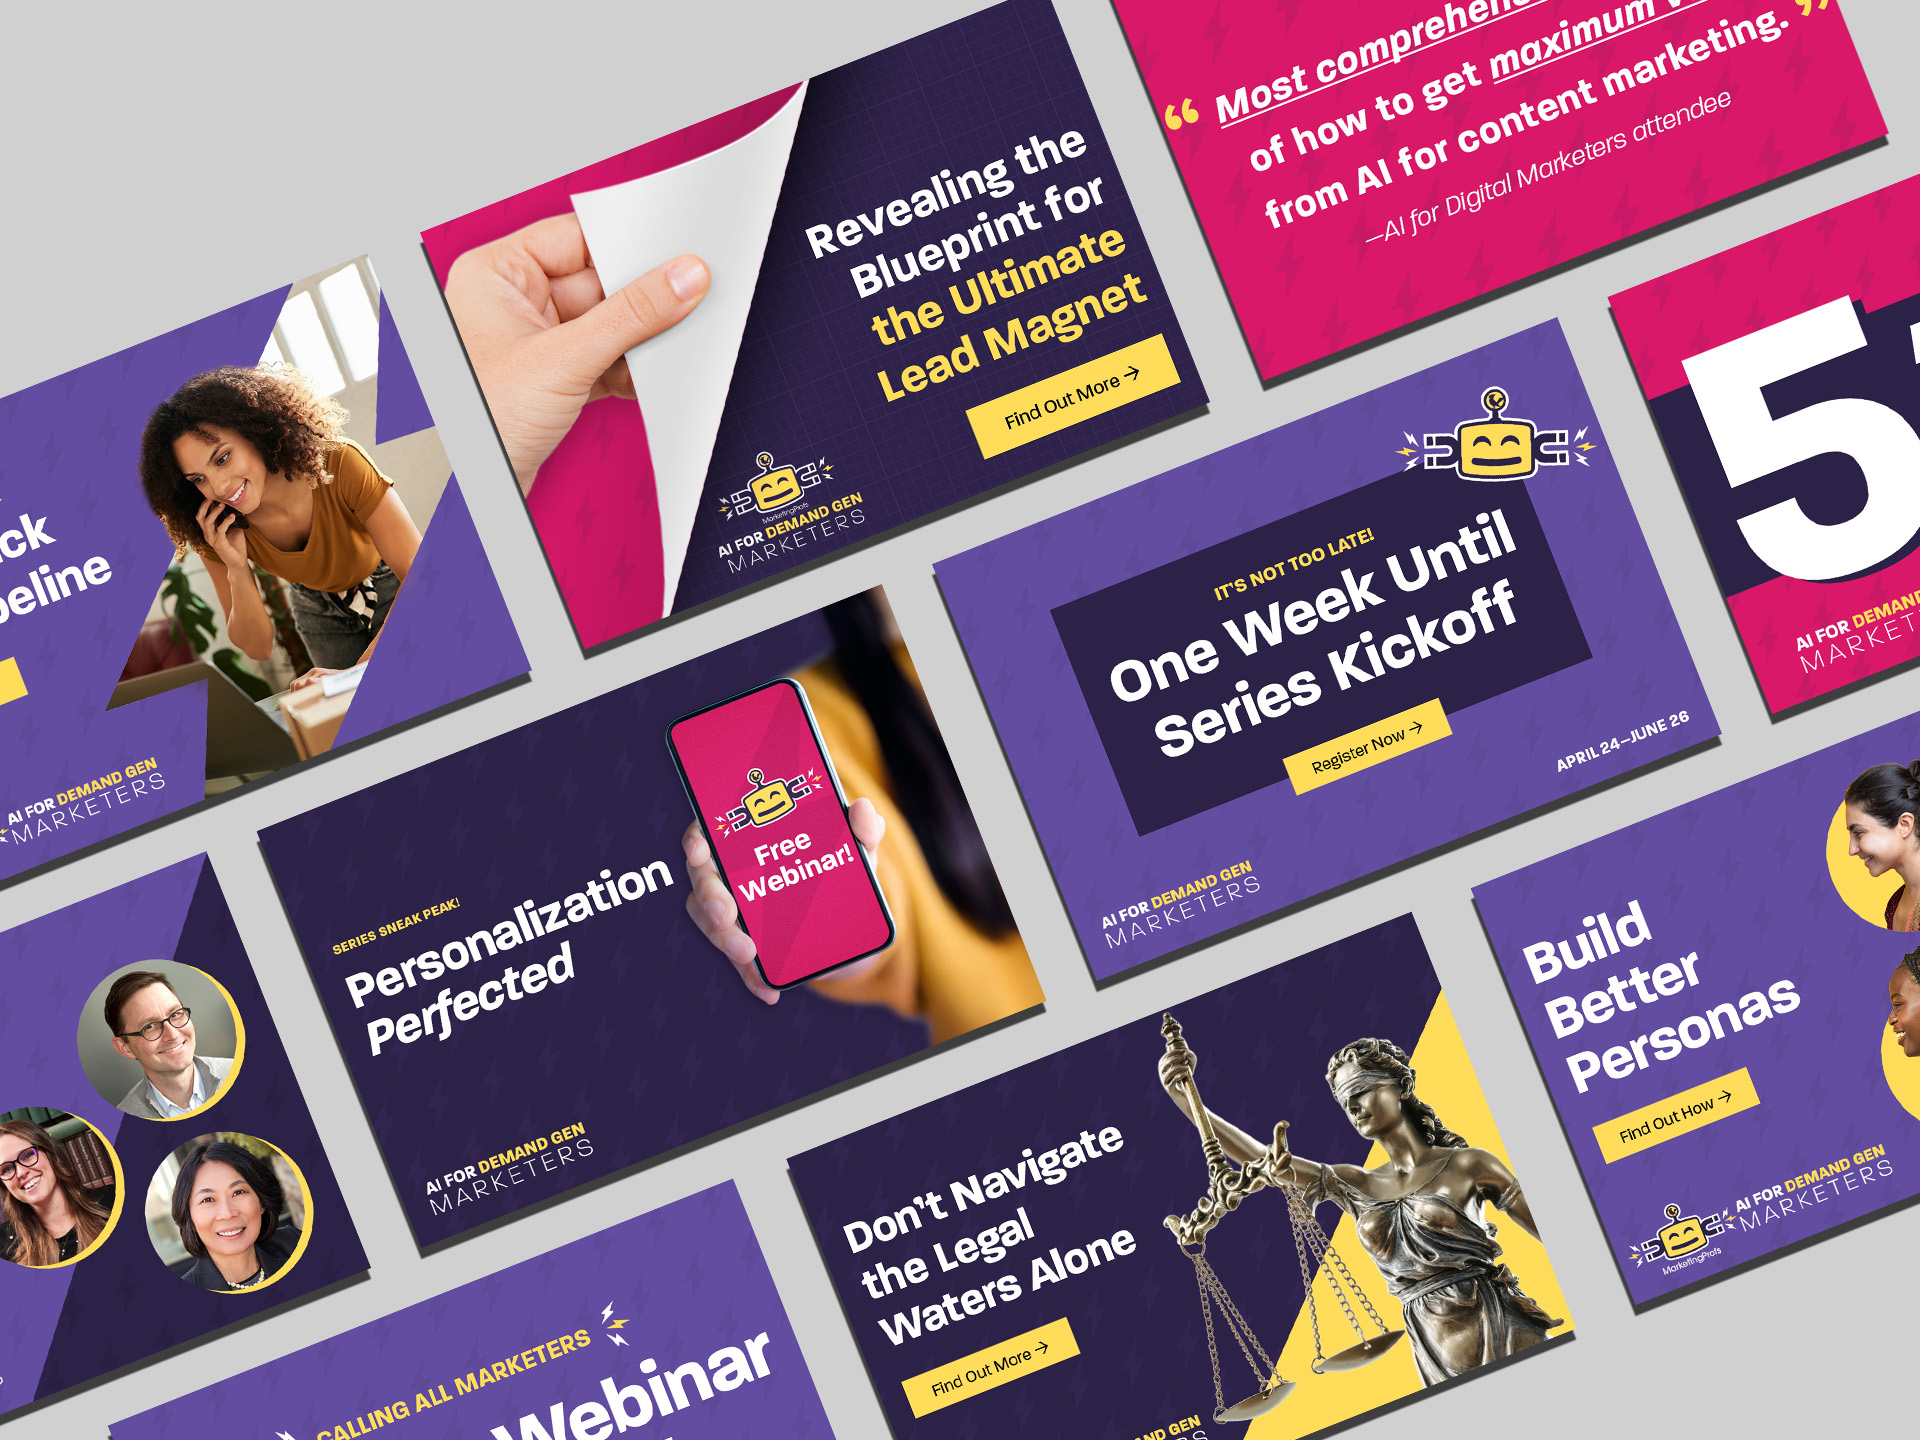 Most
of how to get maximum
from AI for content marketing.
—AI for Digital Marketers attendee
Revealing the
Blueprint for
the Ultimate
Lead Magnet
Find Out More →
MarketingProfs
AI FOR DEMAND GEN
MARKETERS
AI FOR DEMAND GEN
MARKETERS
IT'S NOT TOO LATE!
One Week Until
Series Kickoff
Register Now →
APRIL 24–JUNE 26
AI FOR DEMAND GEN
MARKETERS
5
AI FOR
SERIES SNEAK PEAK!
Personalization
Perfected
Free
Webinar!
AI FOR DEMAND GEN
MARKETERS
Build
Better
Personas
Find Out How →
MarketingProfs
AI FOR DEMAND GEN
MARKETERS
Don't Navigate
the Legal
Waters Alone
Find Out More →
GEN
CALLING ALL MARKETERS
Webinar